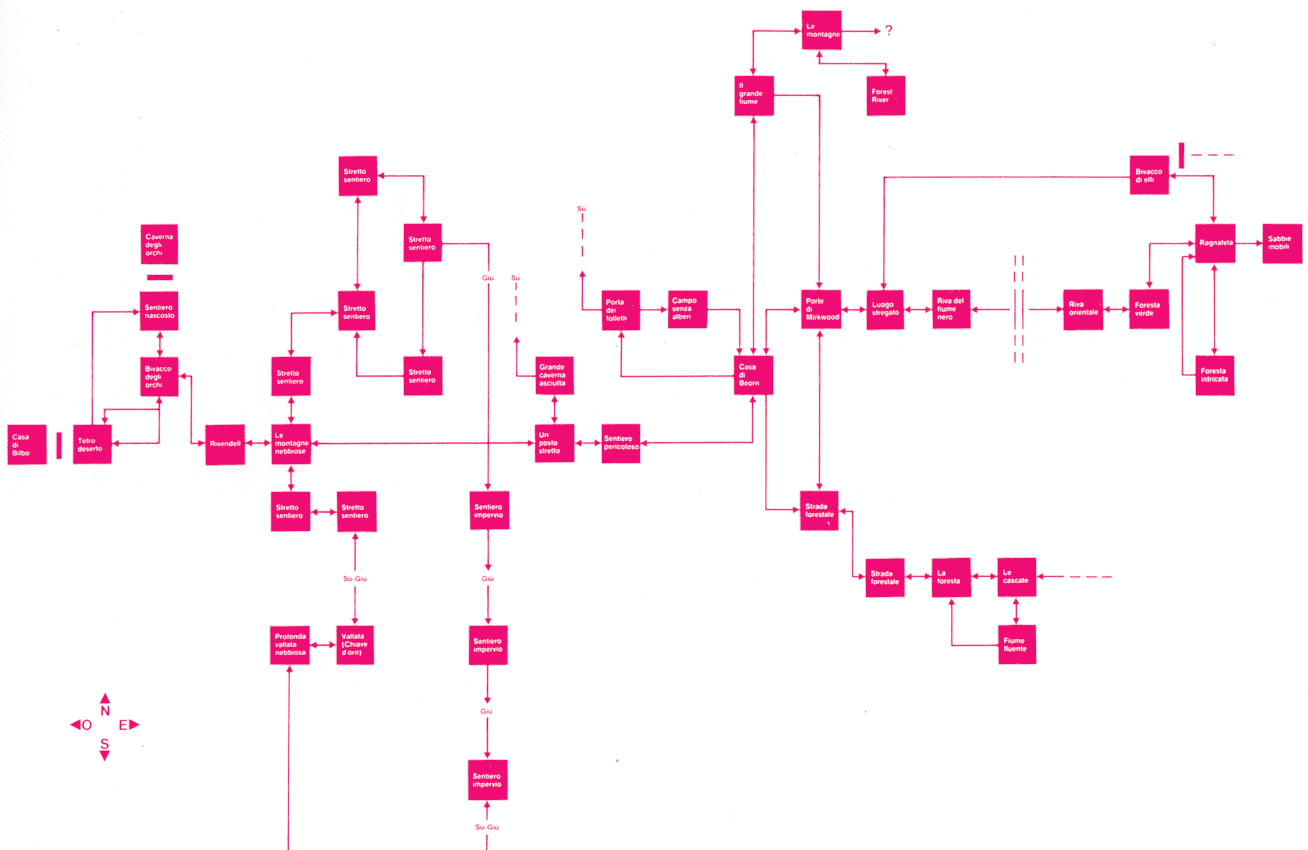 Le
montagne
?
Il
grande
fiume
Forest
River
Stretto
sentiero
Bivacco
di elfi
Su
Caverna
degli
orchi
Stretto
sentiero
Ragnatela
Sabbie
mobili
Giù
Su
Sentiero
nascosto
Stretto
sentiero
Porta
dei
folletti
Campo
senza
alberi
Porte
di
Mirkwood
Luogo
stregato
Riva del
fiume
nero
Riva
orientale
Foresta
verde
Bivacco
degli
orchi
Stretto
sentiero
Stretto
sentiero
Grande
caverna
asciutta
Casa
di
Beorn
Foresta
intricata
Casa
di
Bilbo
Tetro
deserto
Rivendell
Le
montagne
nebbiose
Un
posto
stretto
Sentiero
pericoloso
Stretto
sentiero
Stretto
sentiero
Sentiero
impervio
Strada
forestale
Su-Giù
Giù
Strada
forestale
La
foresta
Le
cascate
Profonda
vallata
nebbiosa
Vallata
(Chiave
d'oro)
Sentiero
impervio
Fiume
fluente
N
O E
S
Giù
Sentiero
impervio
Su-Giù